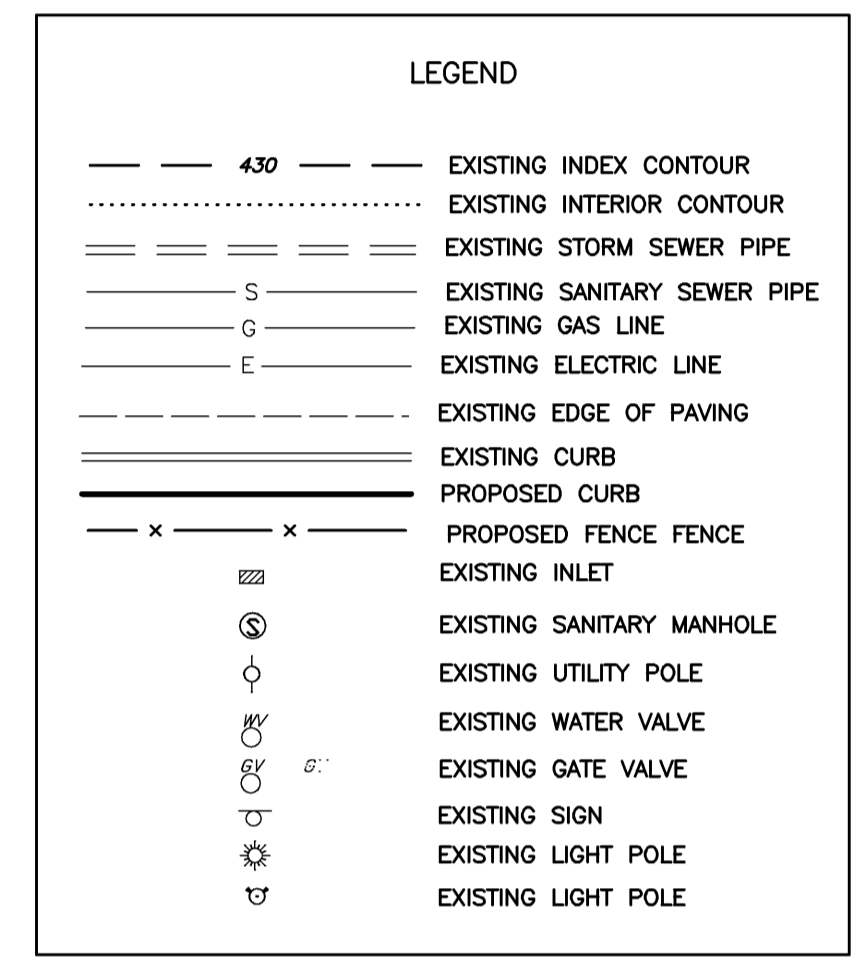 LEGEND
430 EXISTING INDEX CONTOUR
EXISTING INTERIOR CONTOUR
EXISTING STORM SEWER PIPE
S EXISTING SANITARY SEWER PIPE
G EXISTING GAS LINE
E EXISTING ELECTRIC LINE
EXISTING EDGE OF PAVING
EXISTING CURB
PROPOSED CURB
x x PROPOSED FENCE FENCE
EXISTING INLET
S EXISTING SANITARY MANHOLE
EXISTING UTILITY POLE
WV EXISTING WATER VALVE
GV EXISTING GATE VALVE
EXISTING SIGN
EXISTING LIGHT POLE
EXISTING LIGHT POLE